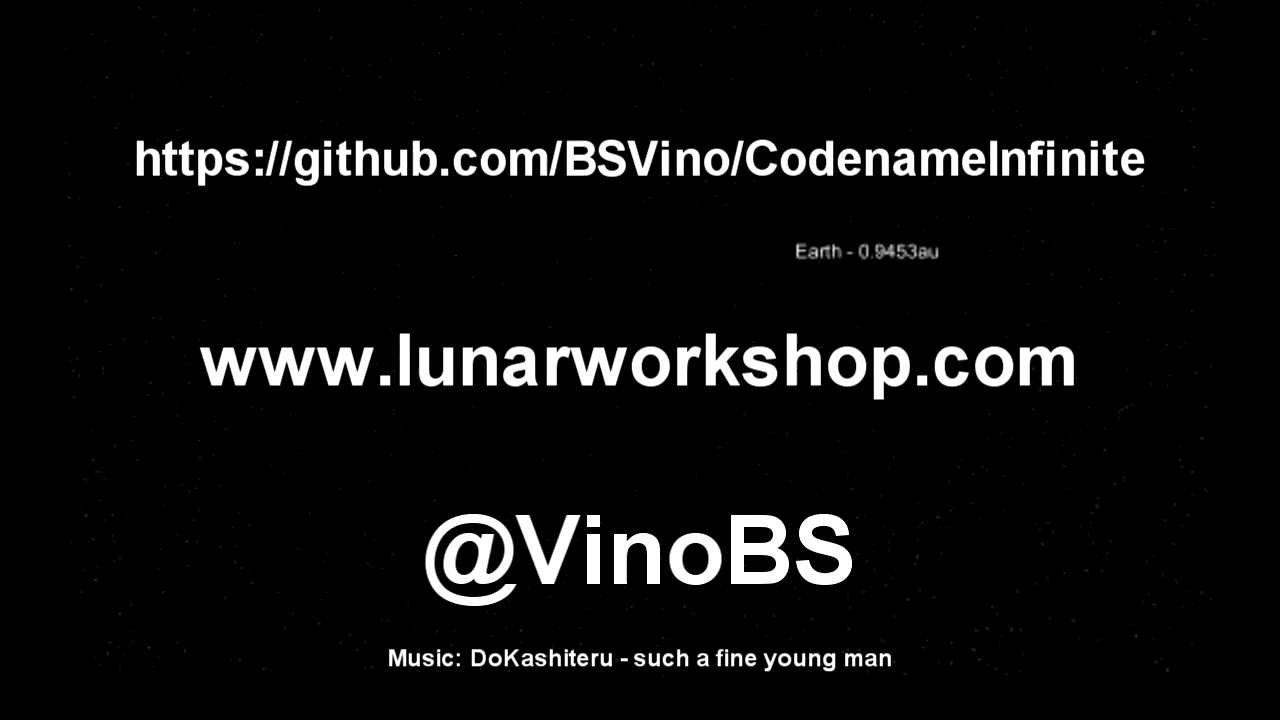 https://github.com/BSVino/CodenameInfinite
Earth - 0.9453au
www.lunarworkshop.com
@VinoBS
Music: DoKashiteru - such a fine young man